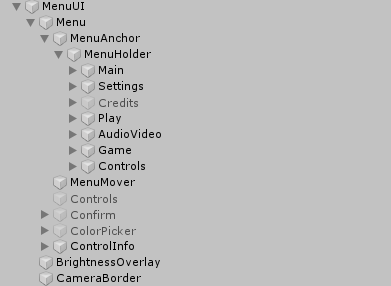 MenuUI
Menu
MenuAnchor
MenuHolder
Main
Settings
Credits
Play
AudioVideo
Game
Controls
MenuMover
Controls
Confirm
ColorPicker
ControlInfo
BrightnessOverlay
CameraBorder